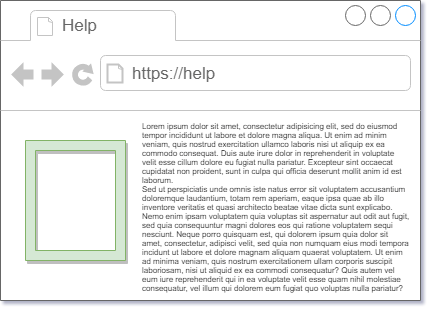 Help
https://help
Lorem ipsum dolor sit amet, consectetur adipisicing elit, sed do eiusmod
tempor incididunt ut labore et dolore magna aliqua. Ut enim ad minim
veniam, quis nostrud exercitation ullamco laboris nisi ut aliquip ex ea
commodo consequat. Duis aute irure dolor in reprehenderit in voluptate
velit esse cillum dolore eu fugiat nulla pariatur. Excepteur sint occaecat
cupidatat non proident, sunt in culpa qui officia deserunt mollit anim id est
laborum.
Sed ut perspiciatis unde omnis iste natus error sit voluptatem accusantium
doloremque laudantium, totam rem aperiam, eaque ipsa quae ab illo
inventore veritatis et quasi architecto beatae vitae dicta sunt explicabo.
Nemo enim ipsam voluptatem quia voluptas sit aspernatur aut odit aut fugit,
sed quia consequuntur magni dolores eos qui ratione voluptatem sequi
nesciunt. Neque porro quisquam est, qui dolorem ipsum quia dolor sit
amet, consectetur, adipisci velit, sed quia non numquam eius modi tempora
incidunt ut labore et dolore magnam aliquam quaerat voluptatem. Ut enim
ad minima veniam, quis nostrum exercitationem ullam corporis suscipit
laboriosam, nisi ut aliquid ex ea commodi consequatur? Quis autem vel
eum iure reprehenderit qui in ea voluptate velit esse quam nihil molestiae
consequatur, vel illum qui dolorem eum fugiat quo voluptas nulla pariatur?